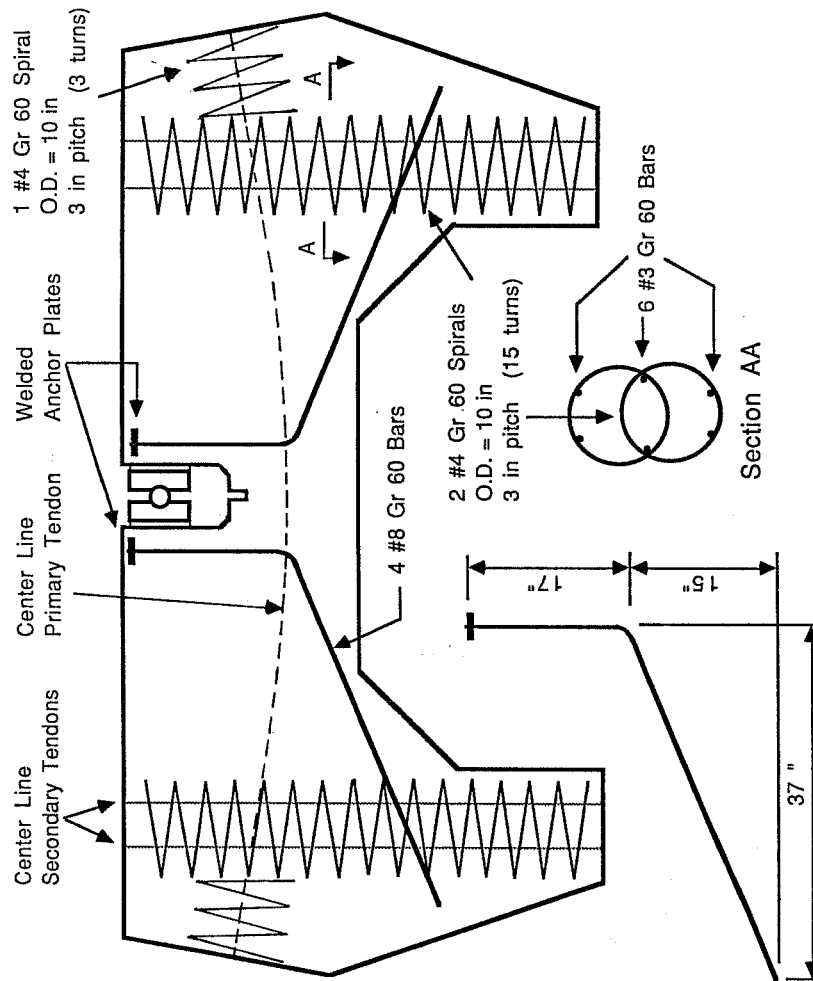 1 #4 Gr 60 Spiral
O.D. = 10 in
3 in pitch (3 turns)
Welded
Anchor Plates
Center Line
Primary Tendon
Center Line
Secondary Tendons
A
A
4 #8 Gr 60 Bars
2 #4 Gr 60 Spirals
O.D. = 10 in
3 in pitch (15 turns)
6 #3 Gr 60 Bars
Section AA
17"
15"
37 "